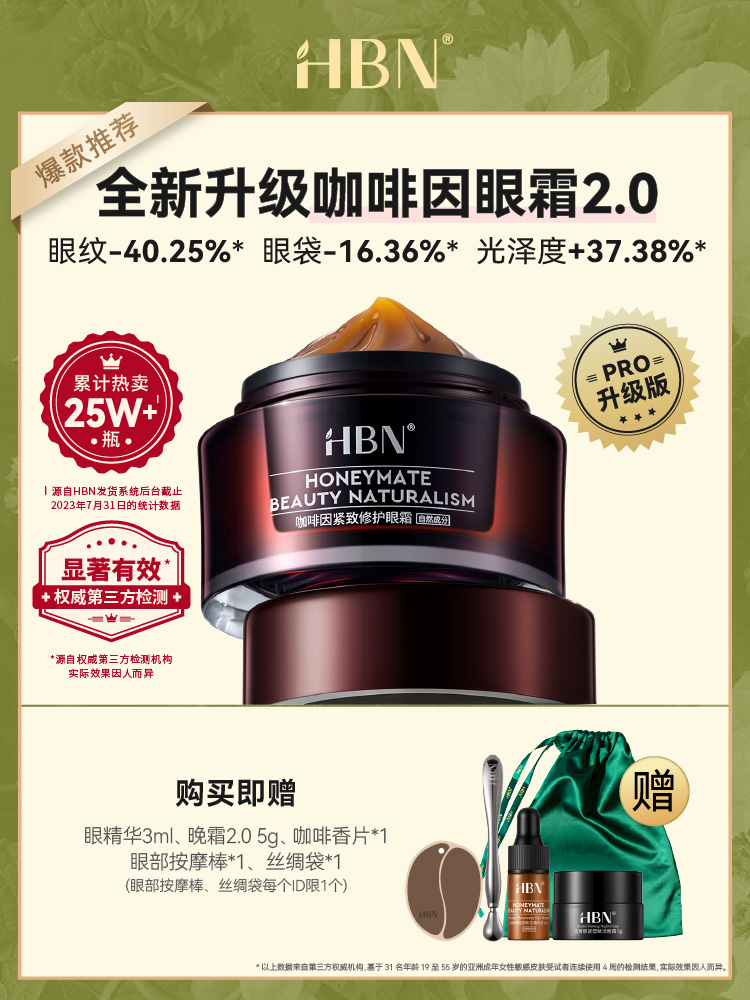 HBN®
爆款推荐
全新升级咖啡因眼霜2.0
眼纹-40.25%* 眼袋-16.36%* 光泽度+37.38%*
累计热卖
25W+Ⅰ
·瓶·
Ⅰ源自HBN发货系统后台截止
2023年7月31日的统计数据
PRO
升级版
HBN®
HONEYMATE
BEAUTY NATURALISM
咖啡因紧致修护眼霜 自然成分
显著有效*
+权威第三方检测+
*源自权威第三方检测机构
实际效果因人而异
购买即赠
眼精华3ml、晚霜2.0 5g、咖啡香片*1
眼部按摩棒*1、丝绸袋*1
(眼部按摩棒、丝绸袋每个ID限1个)
赠
HBN
HBN®
HONEYMATE
BEAUTY NATURALISM
HBN®
*以上数据来自第三方权威机构,基于 31 名年龄 19 至 55 岁的亚洲成年女性敏感皮肤受试者连续使用 4 周的检测结果,实际效果因人而异。